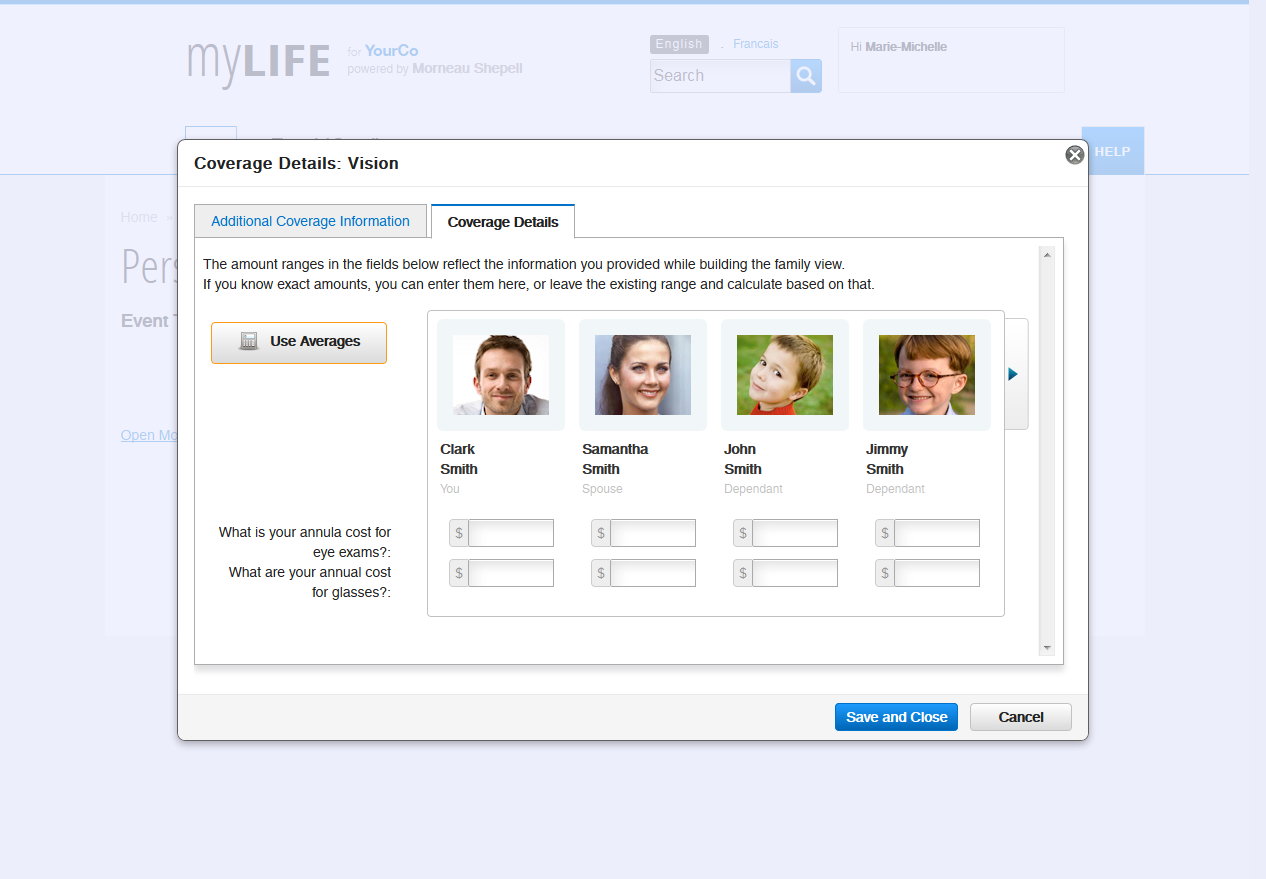 myLIFE for YourCo
powered by Morneau Shepell
English . Francais
Search
Hi Marie-Michelle
HELP
Coverage Details: Vision
Home »
Pers
Event
Open Mo
Additional Coverage Information
Coverage Details
The amount ranges in the fields below reflect the information you provided while building the family view.
If you know exact amounts, you can enter them here, or leave the existing range and calculate based on that.
Use Averages
Clark
Smith
You
Samantha
Smith
Spouse
John
Smith
Dependant
Jimmy
Smith
Dependant
What is your annula cost for
eye exams?:
$ $ $ $
What are your annual cost
for glasses?:
$ $ $ $
Save and Close
Cancel